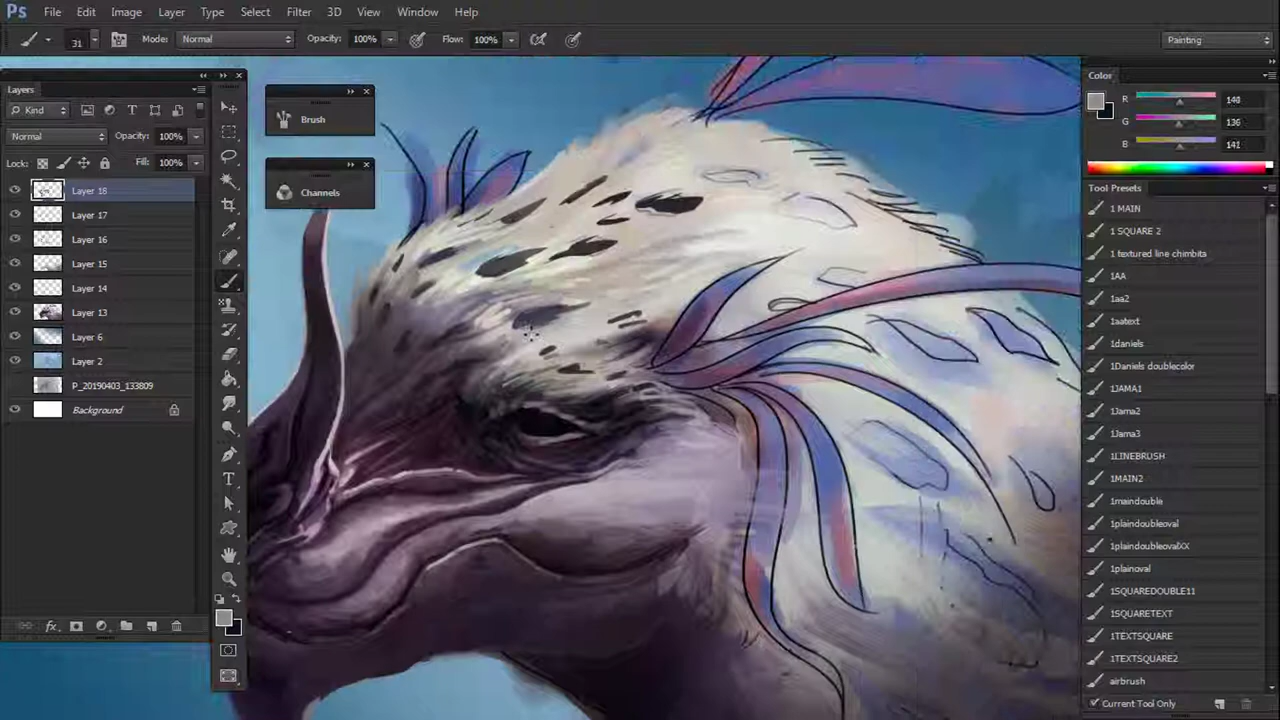 Ps File Edit Image Layer Type Select Filter 3D View Window Help
31 Mode: Normal Opacity: 100% Flow: 100% Painting
Layers
Kind
Normal Opacity: 100%
Lock: Fill: 100%
Layer 18
Layer 17
Layer 16
Layer 15
Layer 14
Layer 13
Layer 6
Layer 2
P_20190403_133809
Background
fx
T
Brush
Channels
Color
R 140
G 136
B 141
Tool Presets
1 MAIN
1 SQUARE 2
1 textured line chimbita
1AA
1aa2
1aatext
1daniels
1Daniels doublecolor
1JAMA1
1Jama2
1Jama3
1LINEBRUSH
1MAIN2
1maindouble
1plaindoubleoval
1plaindoubleovalXX
1plainoval
1SQUAREDOUBLE11
1SQUARETEXT
1TEXTSQUARE
1TEXTSQUARE2
airbrush
Current Tool Only